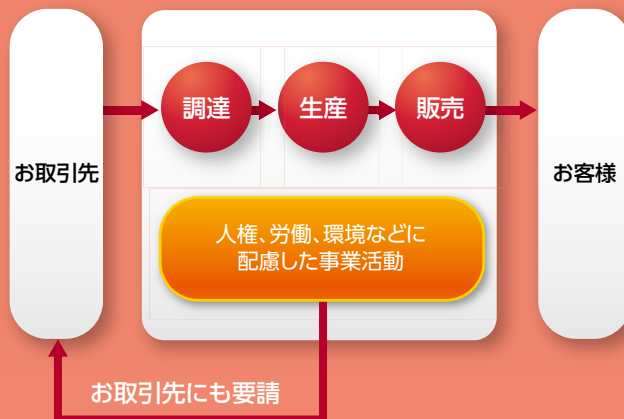 お取引先
調達
生産
販売
お客様
人権、労働、環境などに
配慮した事業活動
お取引先にも要請